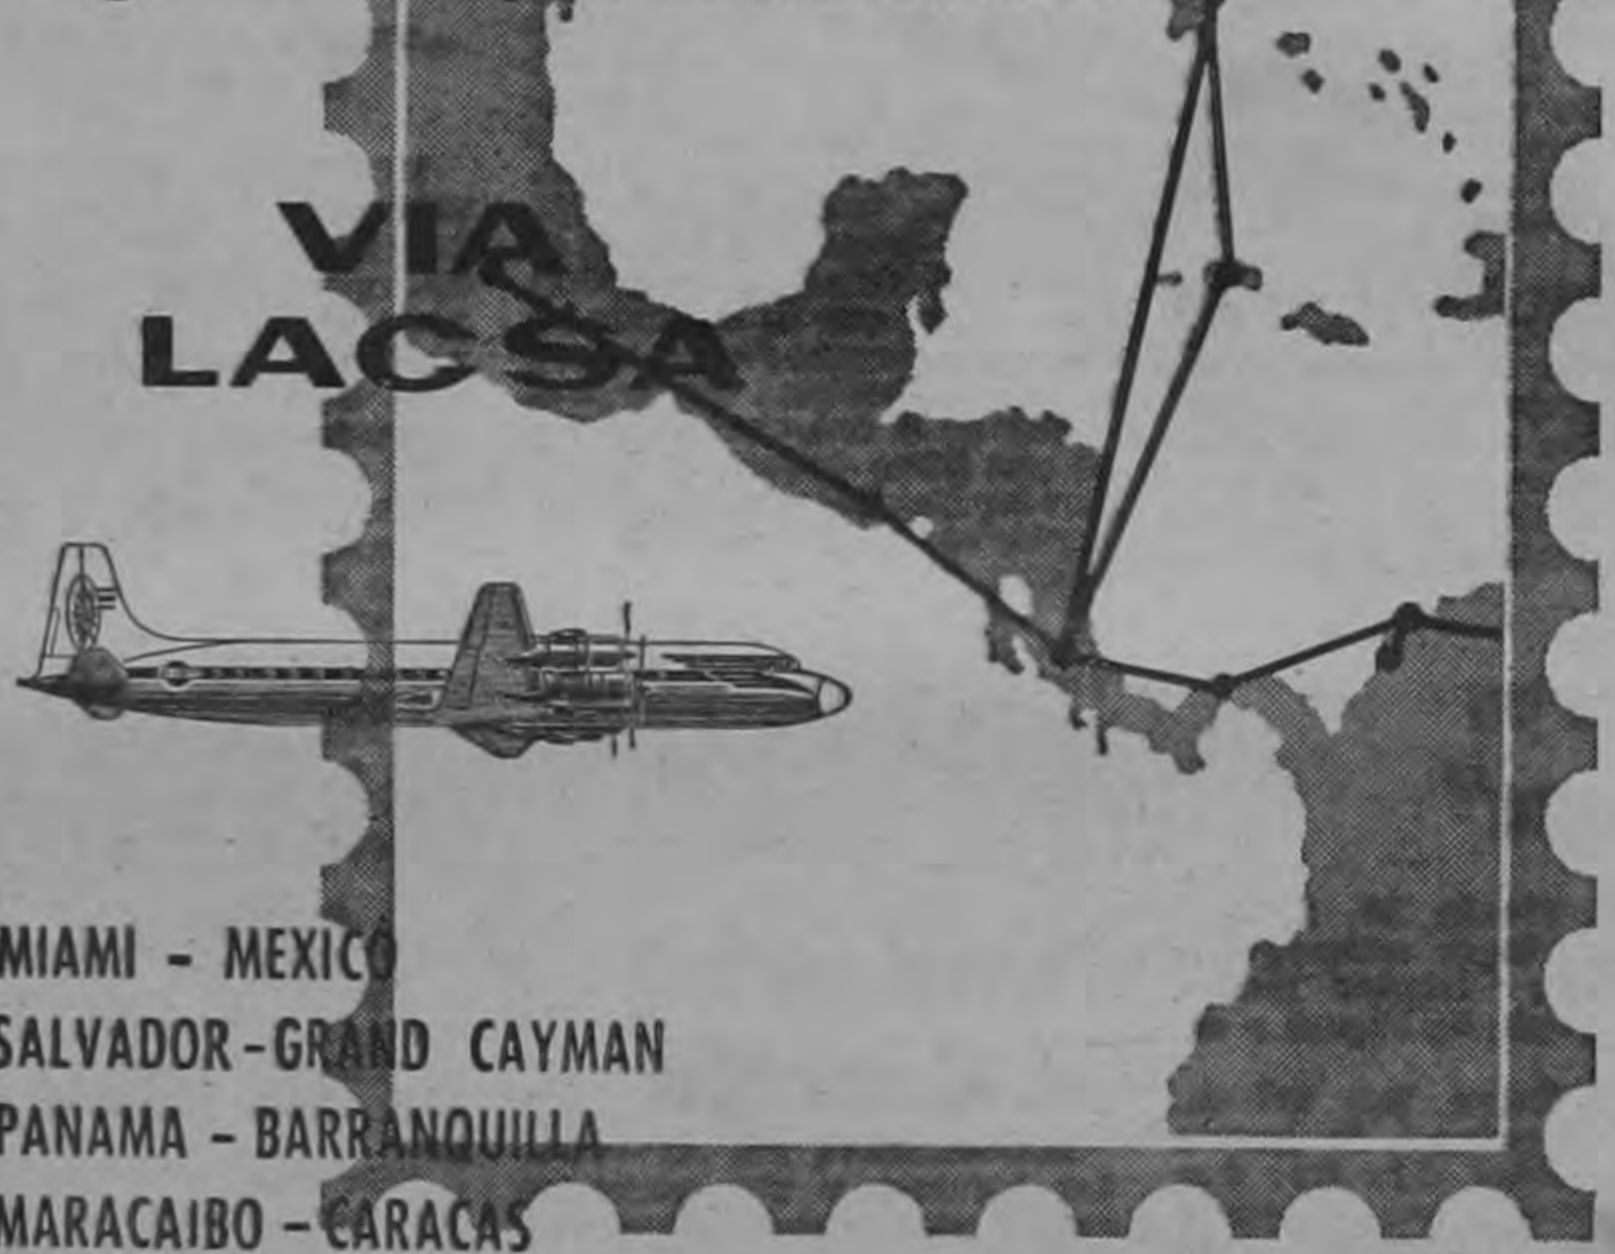 VIA
LACSA
MIAMI - MEXICO
SALVADOR - GRAND CAYMAN
PANAMA - BARRANQUILLA
MARACAIBO - CARACAS